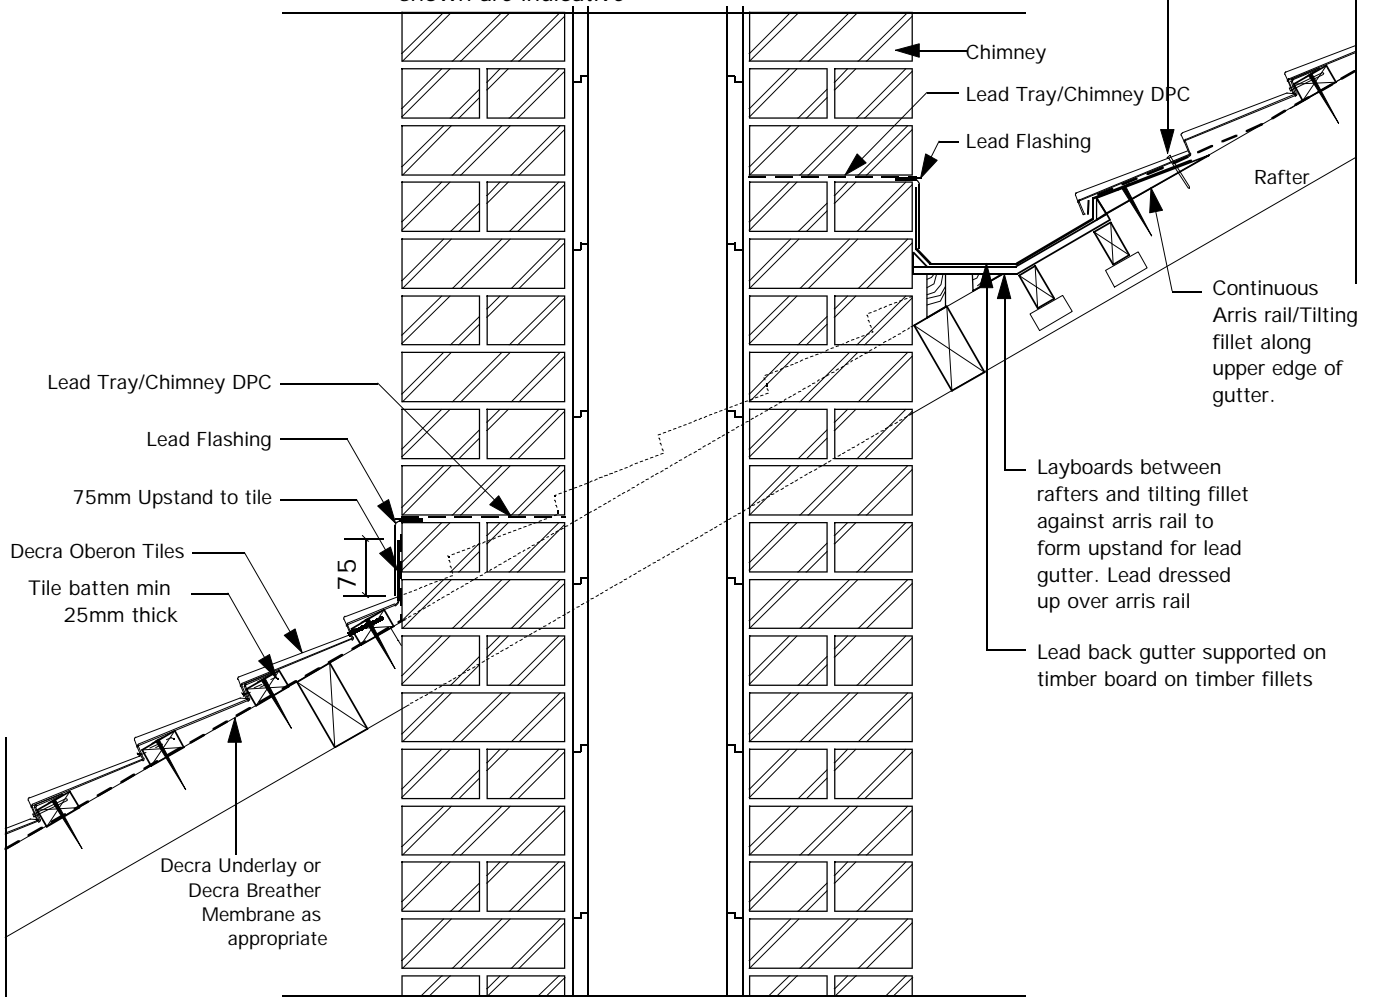 shown are indicative
Chimney
Lead Tray/Chimney DPC
Lead Flashing
Rafter
Continuous
Arris rail/Tilting
fillet along
upper edge of
gutter.
Lead Tray/Chimney DPC
Lead Flashing
75mm Upstand to tile
Decra Oberon Tiles
Tile batten min
25mm thick
75
Layboards between
rafters and tilting fillet
against arris rail to
form upstand for lead
gutter. Lead dressed
up over arris rail
Lead back gutter supported on
timber board on timber fillets
Decra Underlay or
Decra Breather
Membrane as
appropriate